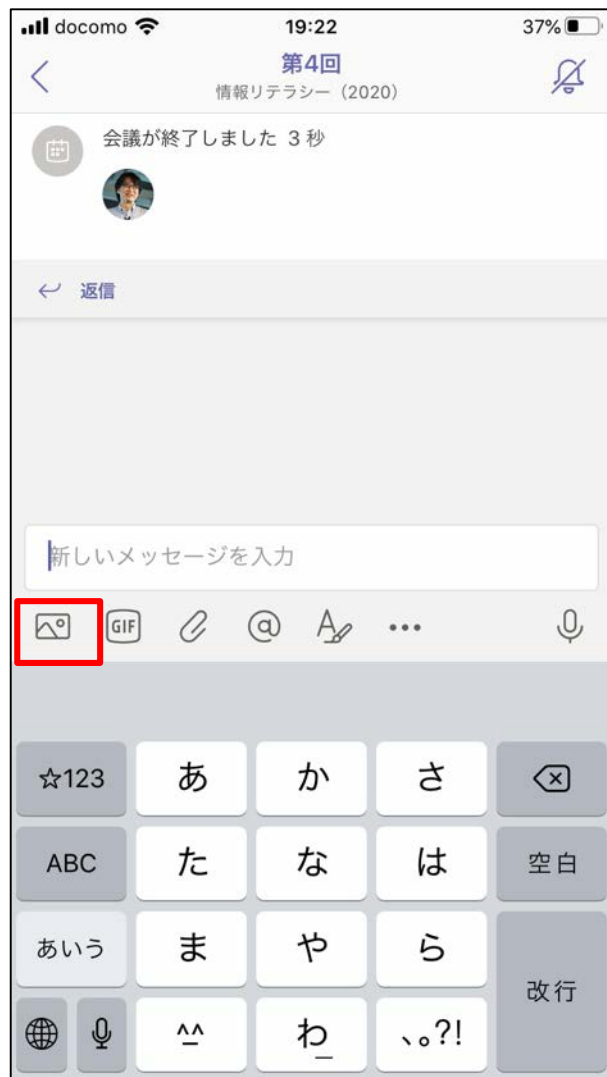 docomo 19:22 37%
第4回
情報リテラシー（2020）
会議が終了しました 3 秒
返信
新しいメッセージを入力
GIF @ A •••
☆123 あ か さ
ABC た な は 空白
あいう ま や ら
改行
^^ わ_ 、。?!